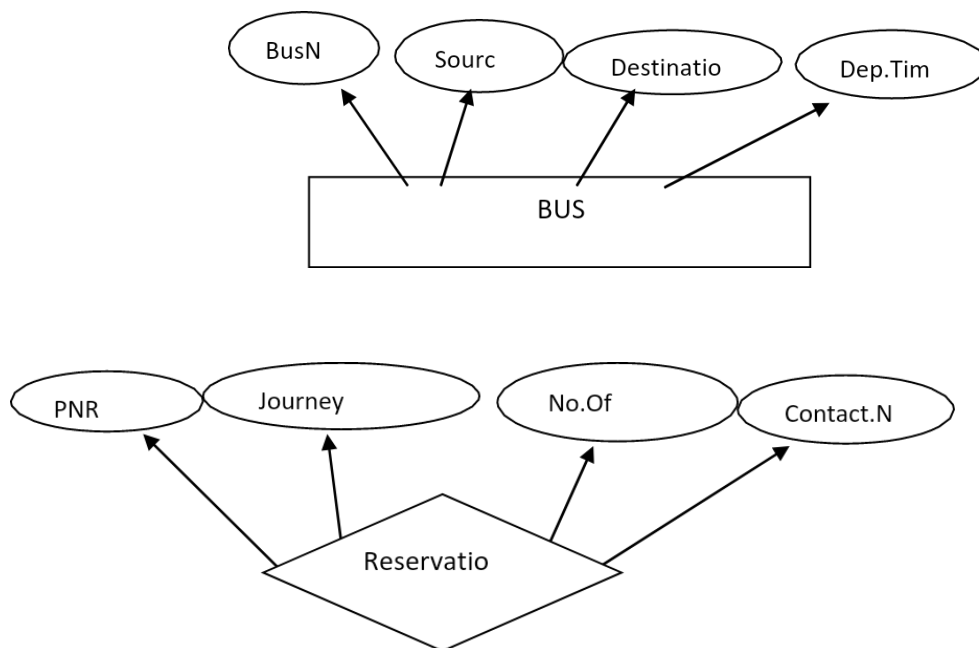 BusN
Sourc
Destinatio
Dep.Tim
BUS
PNR
Journey
No.Of
Contact.N
Reservatio